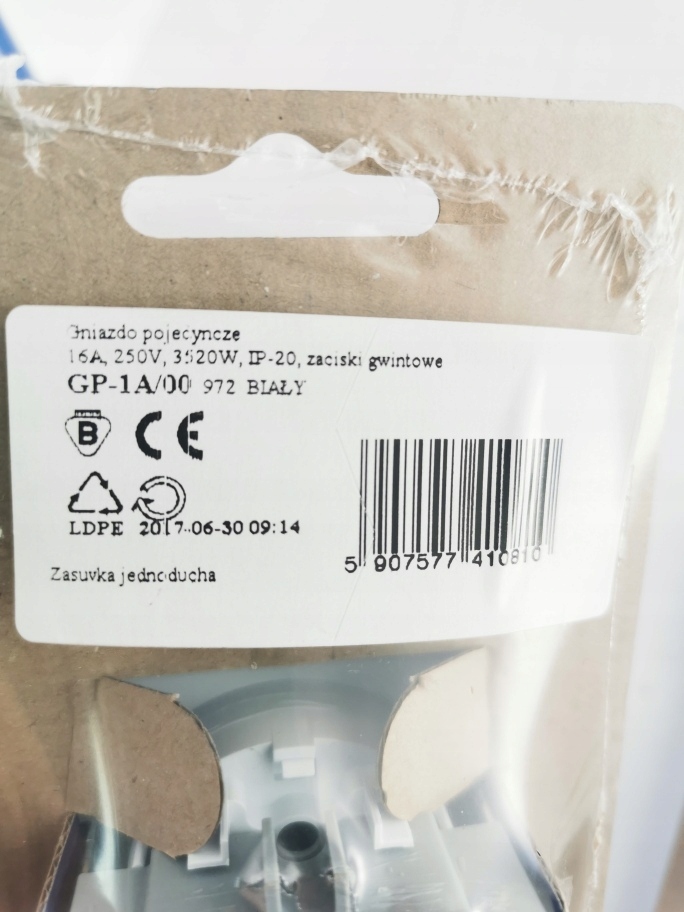 Gniazdo pojedyncze
16A, 250V, 3520W, IP-20, zaciski gwintowe
GP-1A/00 972 BIAŁY
B CE
LDPE 2017-06-30 09:14
5 907577 410810
Zasuvka jednoducha